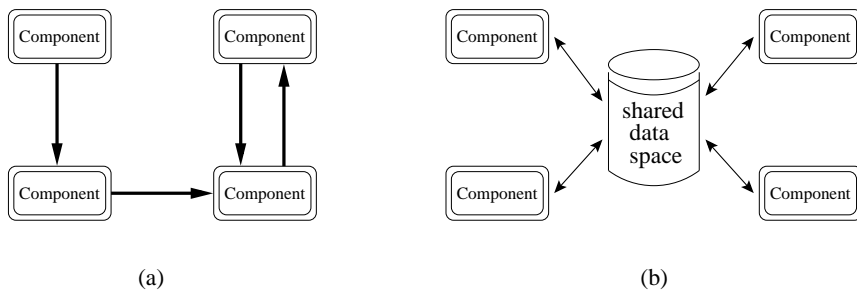 Component
Component
Component
Component
(a)
Component
Component
shared
data
space
Component
Component
(b)